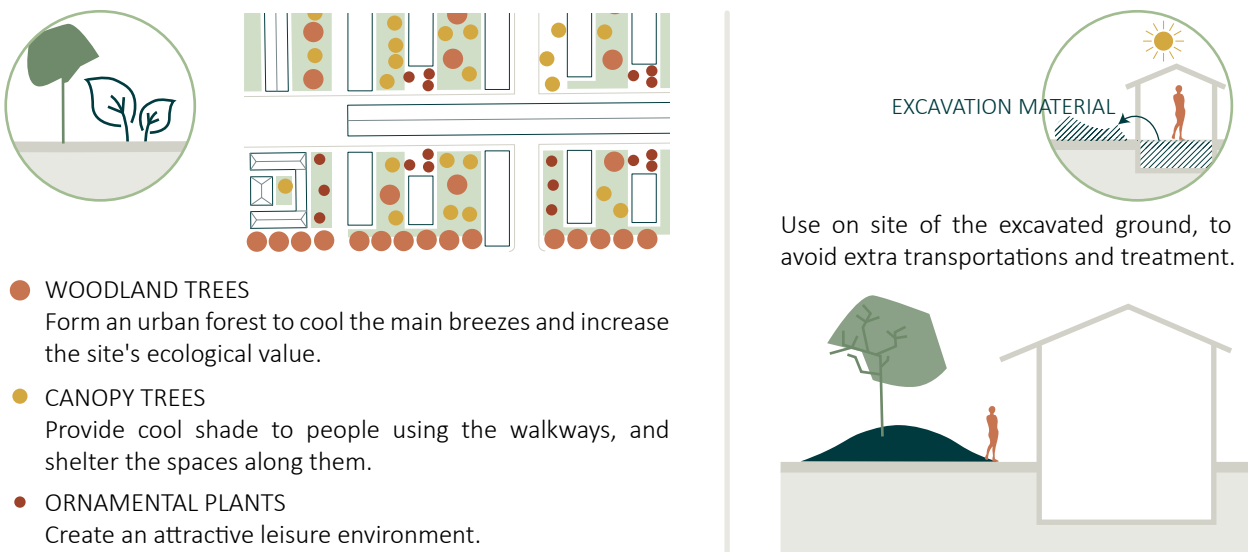 WOODLAND TREES
Form an urban forest to cool the main breezes and increase
the site's ecological value.
CANOPY TREES
Provide cool shade to people using the walkways, and
shelter the spaces along them.
ORNAMENTAL PLANTS
Create an attractive leisure environment.
EXCAVATION MATERIAL
Use on site of the excavated ground, to
avoid extra transportations and treatment.